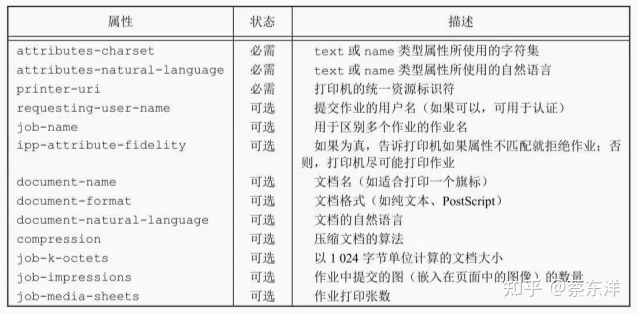 属性 状态 描述
attributes-charset 必需 text 或 name 类型属性所使用的字符集
attributes-natural-language 必需 text 或 name 类型属性所使用的自然语言
printer-uri 必需 打印机的统一资源标识符
requesting-user-name 可选 提交作业的用户名（如果可以，可用于认证）
job-name 可选 用于区别多个作业的作业名
ipp-attribute-fidelity 可选 如果为真，告诉打印机如果属性不匹配就拒绝作业；否
则，打印机尽可能打印作业
document-name 可选 文档名（如适合打印一个旗标）
document-format 可选 文档格式（如纯文本、PostScript）
document-natural-language 可选 文档的自然语言
compression 可选 压缩文档的算法
job-k-octets 可选 以 1 024 字节单位计算的文档大小
job-impressions 可选 作业中提交的图（嵌入在页面中的图像）的数量
job-media-sheets 可选 作业打印张数
知乎 @蔡东洋